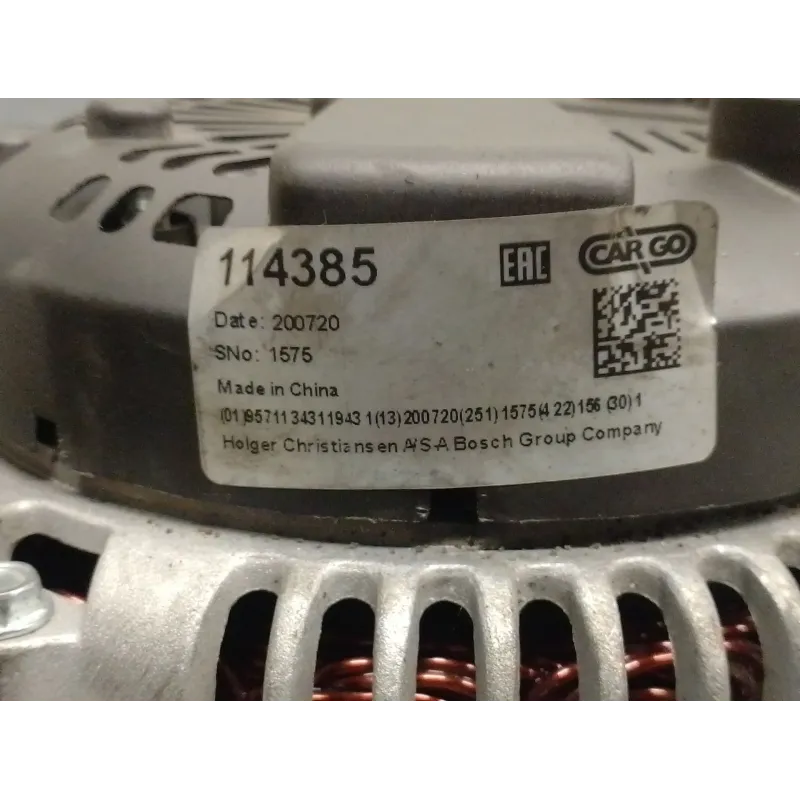 114385
EAC
CARGO
Date: 200720
SNo: 1575
Made in China
(01)95711343119431(13)200720(251)1575(422)156(30)1
Holger Christiansen A/S-A Bosch Group Company